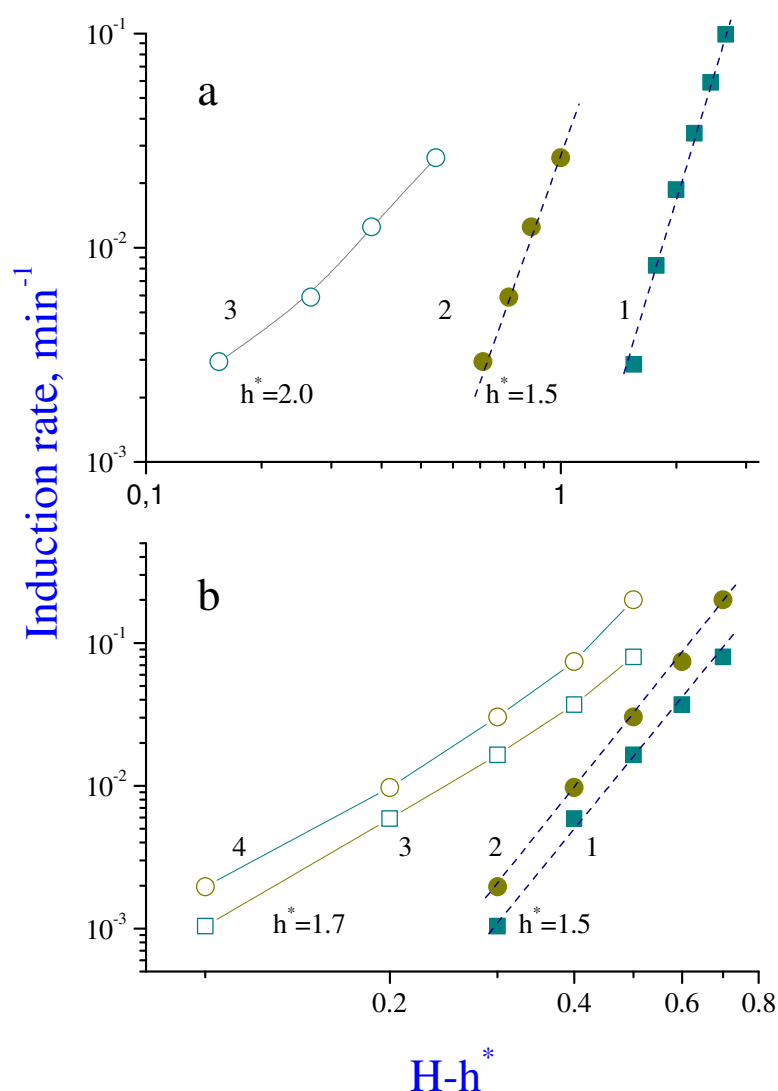 Induction rate, min⁻¹
10⁻¹
a
10⁻²
3
2
1
h*=2.0
h*=1.5
10⁻³
0,1
1
b
10⁻¹
10⁻²
4
3
2
1
h*=1.7
h*=1.5
10⁻³
0.2
0.4
0.6
0.8
H-h*